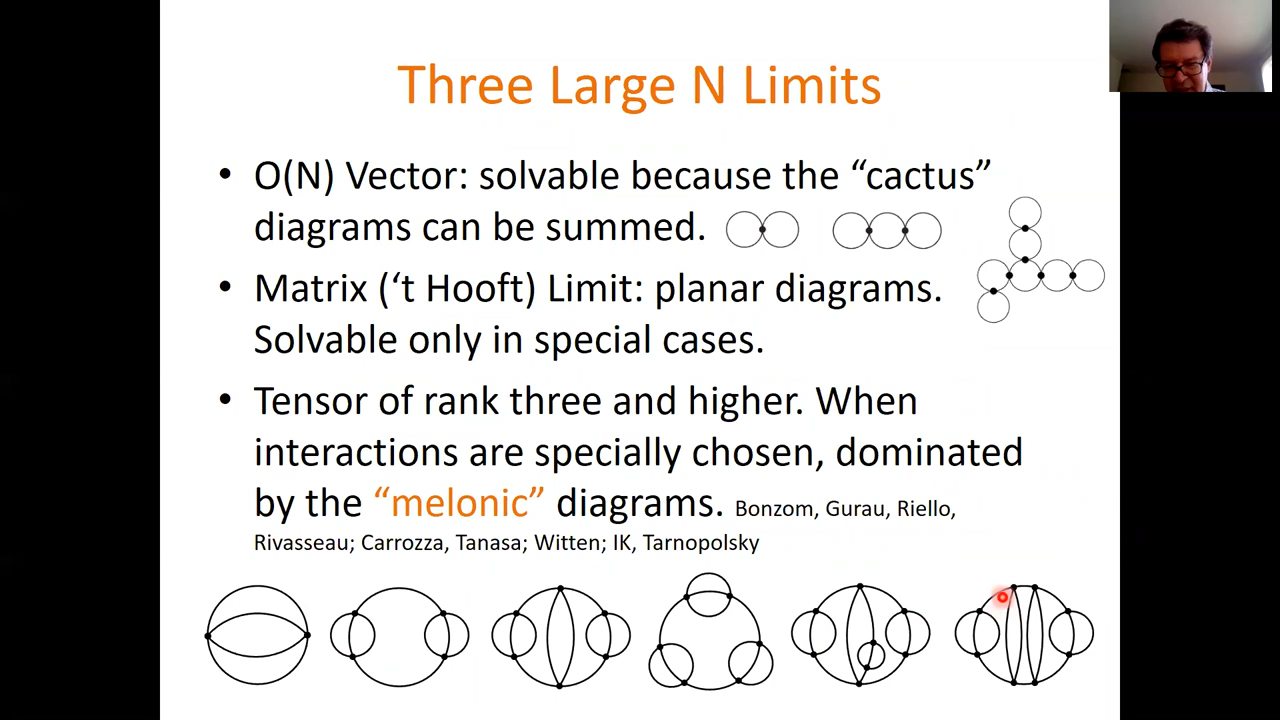 Three Large N Limits
• O(N) Vector: solvable because the “cactus”
diagrams can be summed.
• Matrix (‘t Hooft) Limit: planar diagrams.
Solvable only in special cases.
• Tensor of rank three and higher. When
interactions are specially chosen, dominated
by the “melonic” diagrams. Bonzom, Gurau, Riello,
Rivasseau; Carrozza, Tanasa; Witten; IK, Tarnopolsky